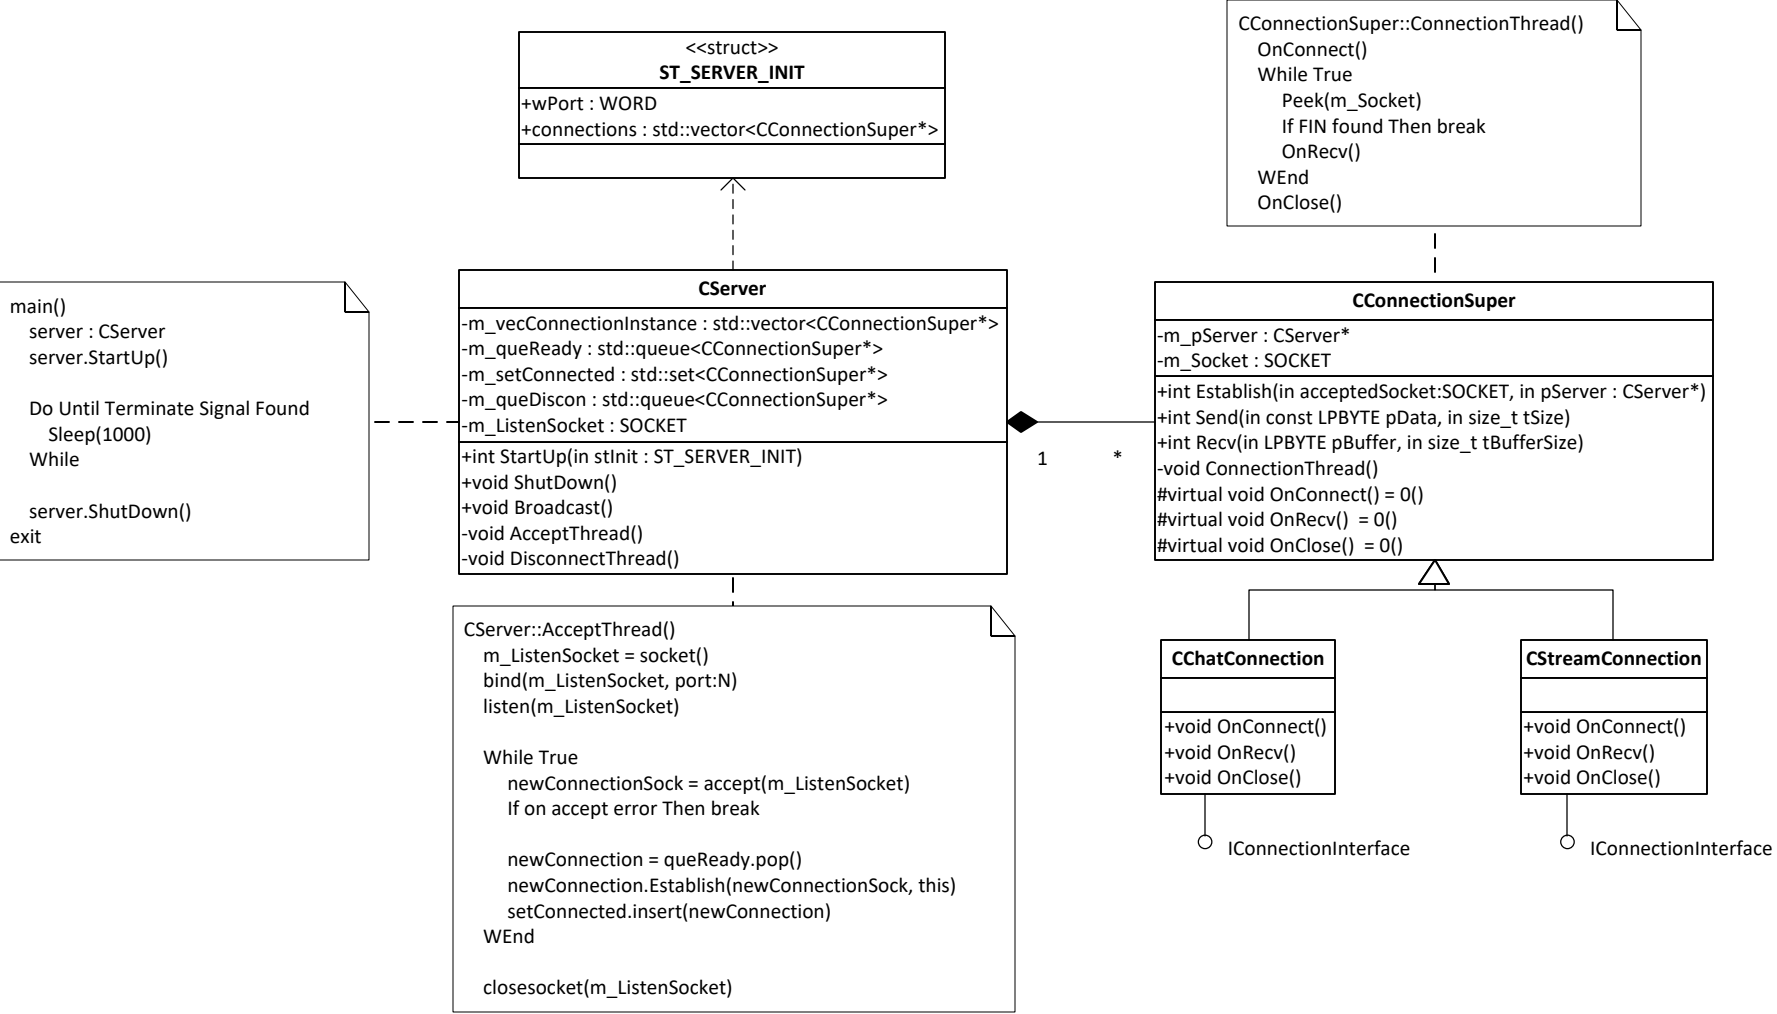 <<struct>>
ST_SERVER_INIT
+wPort : WORD
+connections : std::vector<CConnectionSuper*>
CConnectionSuper::ConnectionThread()
OnConnect()
While True
Peek(m_Socket)
If FIN found Then break
OnRecv()
WEnd
OnClose()
main()
server : CServer
server.StartUp()
Do Until Terminate Signal Found
Sleep(1000)
While
server.ShutDown()
exit
CServer
-m_vecConnectionInstance : std::vector<CConnectionSuper*>
-m_queReady : std::queue<CConnectionSuper*>
-m_setConnected : std::set<CConnectionSuper*>
-m_queDiscon : std::queue<CConnectionSuper*>
-m_ListenSocket : SOCKET
+int StartUp(in stInit : ST_SERVER_INIT)
+void ShutDown()
+void Broadcast()
-void AcceptThread()
-void DisconnectThread()
1
*
CConnectionSuper
-m_pServer : CServer*
-m_Socket : SOCKET
+int Establish(in acceptedSocket:SOCKET, in pServer : CServer*)
+int Send(in const LPBYTE pData, in size_t tSize)
+int Recv(in LPBYTE pBuffer, in size_t tBufferSize)
-void ConnectionThread()
#virtual void OnConnect() = 0()
#virtual void OnRecv()  = 0()
#virtual void OnClose()  = 0()
CServer::AcceptThread()
m_ListenSocket = socket()
bind(m_ListenSocket, port:N)
listen(m_ListenSocket)
While True
newConnectionSock = accept(m_ListenSocket)
If on accept error Then break
newConnection = queReady.pop()
newConnection.Establish(newConnectionSock, this)
setConnected.insert(newConnection)
WEnd
closesocket(m_ListenSocket)
CChatConnection
+void OnConnect()
+void OnRecv()
+void OnClose()
IConnectionInterface
CStreamConnection
+void OnConnect()
+void OnRecv()
+void OnClose()
IConnectionInterface